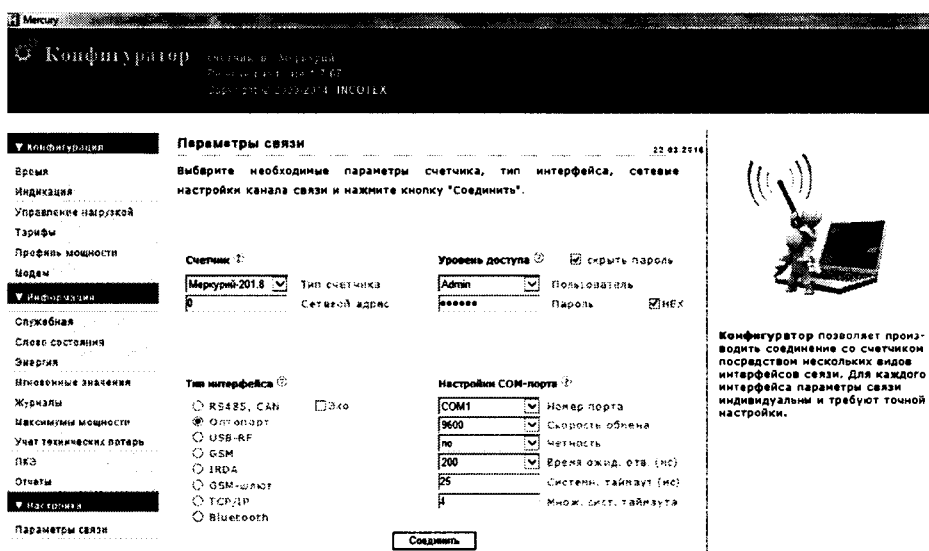 Mercury
Конфигуратор
INCOTEX
▼ Конфигурация
Время
Индикация
Управление нагрузкой
Тарифы
Профиль мощности
Модем
▼ Информация
Служебная
Слово состояния
Энергия
Мгновенные значения
Журналы
Максимумы мощности
Учет технических потерь
ПКЭ
Отчеты
▼ Настройка
Параметры связи
Параметры связи
22 03 2016
Выберите необходимые параметры счетчика, тип интерфейса, сетевые
настройки канала связи и нажмите кнопку "Соединить".
Счетчик
Меркурий-201.8 Тип счетчика
0 Сетевой адрес
Уровень доступа скрыть пароль
Admin Пользователь
****** Пароль HEX
Тип интерфейса
RS485, CAN Эхо
Оптопорт
USB-RF
GSM
IRDA
GSM-шлюз
TCP/IP
Bluetooth
Настройки COM-порта
COM1 Номер порта
9600 Скорость обмена
no Четность
200 Время ожид. отв. (мс)
25 Системн. таймаут (мс)
4 Множ. сист. таймаута
Соединить
Конфигуратор позволяет произ-
водить соединение со счетчиком
посредством нескольких видов
интерфейсов связи. Для каждого
интерфейса параметры связи
индивидуальны и требуют точной
настройки.